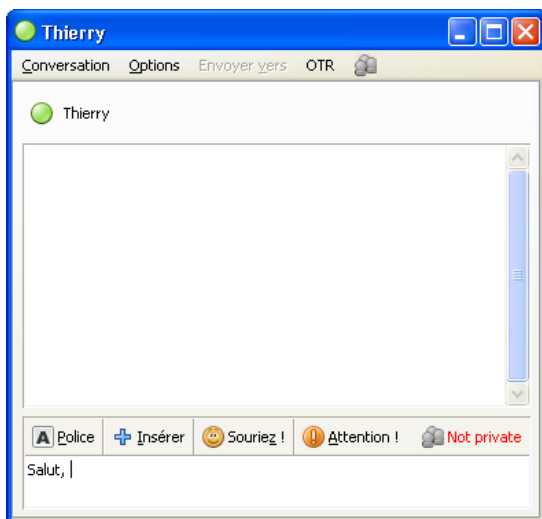 Thierry
Conversation Options Envoyer vers OTR
Thierry
Police Insérer Souriez ! Attention ! Not private
Salut,